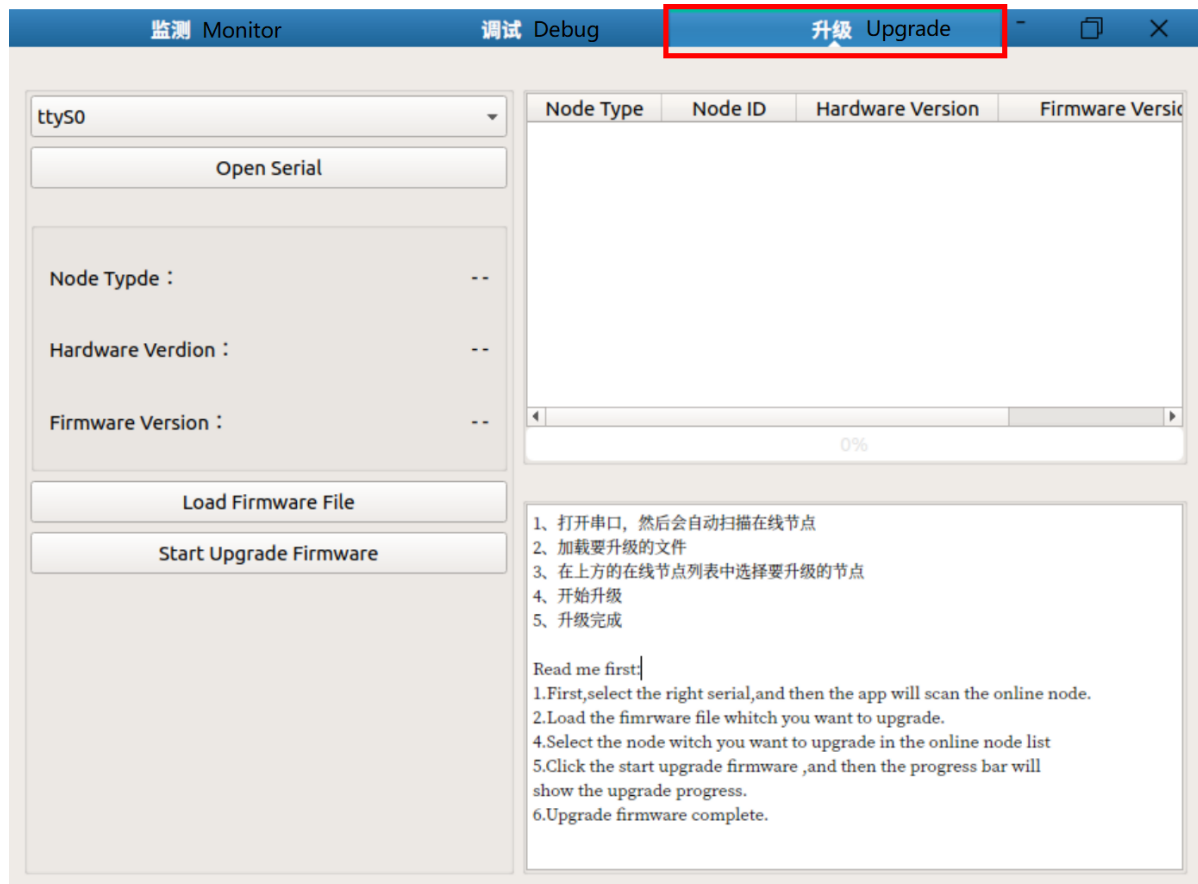 监测 Monitor 调试 Debug 升级 Upgrade
ttyS0
Open Serial
Node Typde：--
Hardware Verdion：--
Firmware Version：--
Load Firmware File
Start Upgrade Firmware
Node Type Node ID Hardware Version Firmware Versic
0%
1、打开串口，然后会自动扫描在线节点
2、加载要升级的文件
3、在上方的在线节点列表中选择要升级的节点
4、开始升级
5、升级完成
Read me first:
1.First,select the right serial,and then the app will scan the online node.
2.Load the fimrware file whitch you want to upgrade.
4.Select the node witch you want to upgrade in the online node list
5.Click the start upgrade firmware ,and then the progress bar will
show the upgrade progress.
6.Upgrade firmware complete.